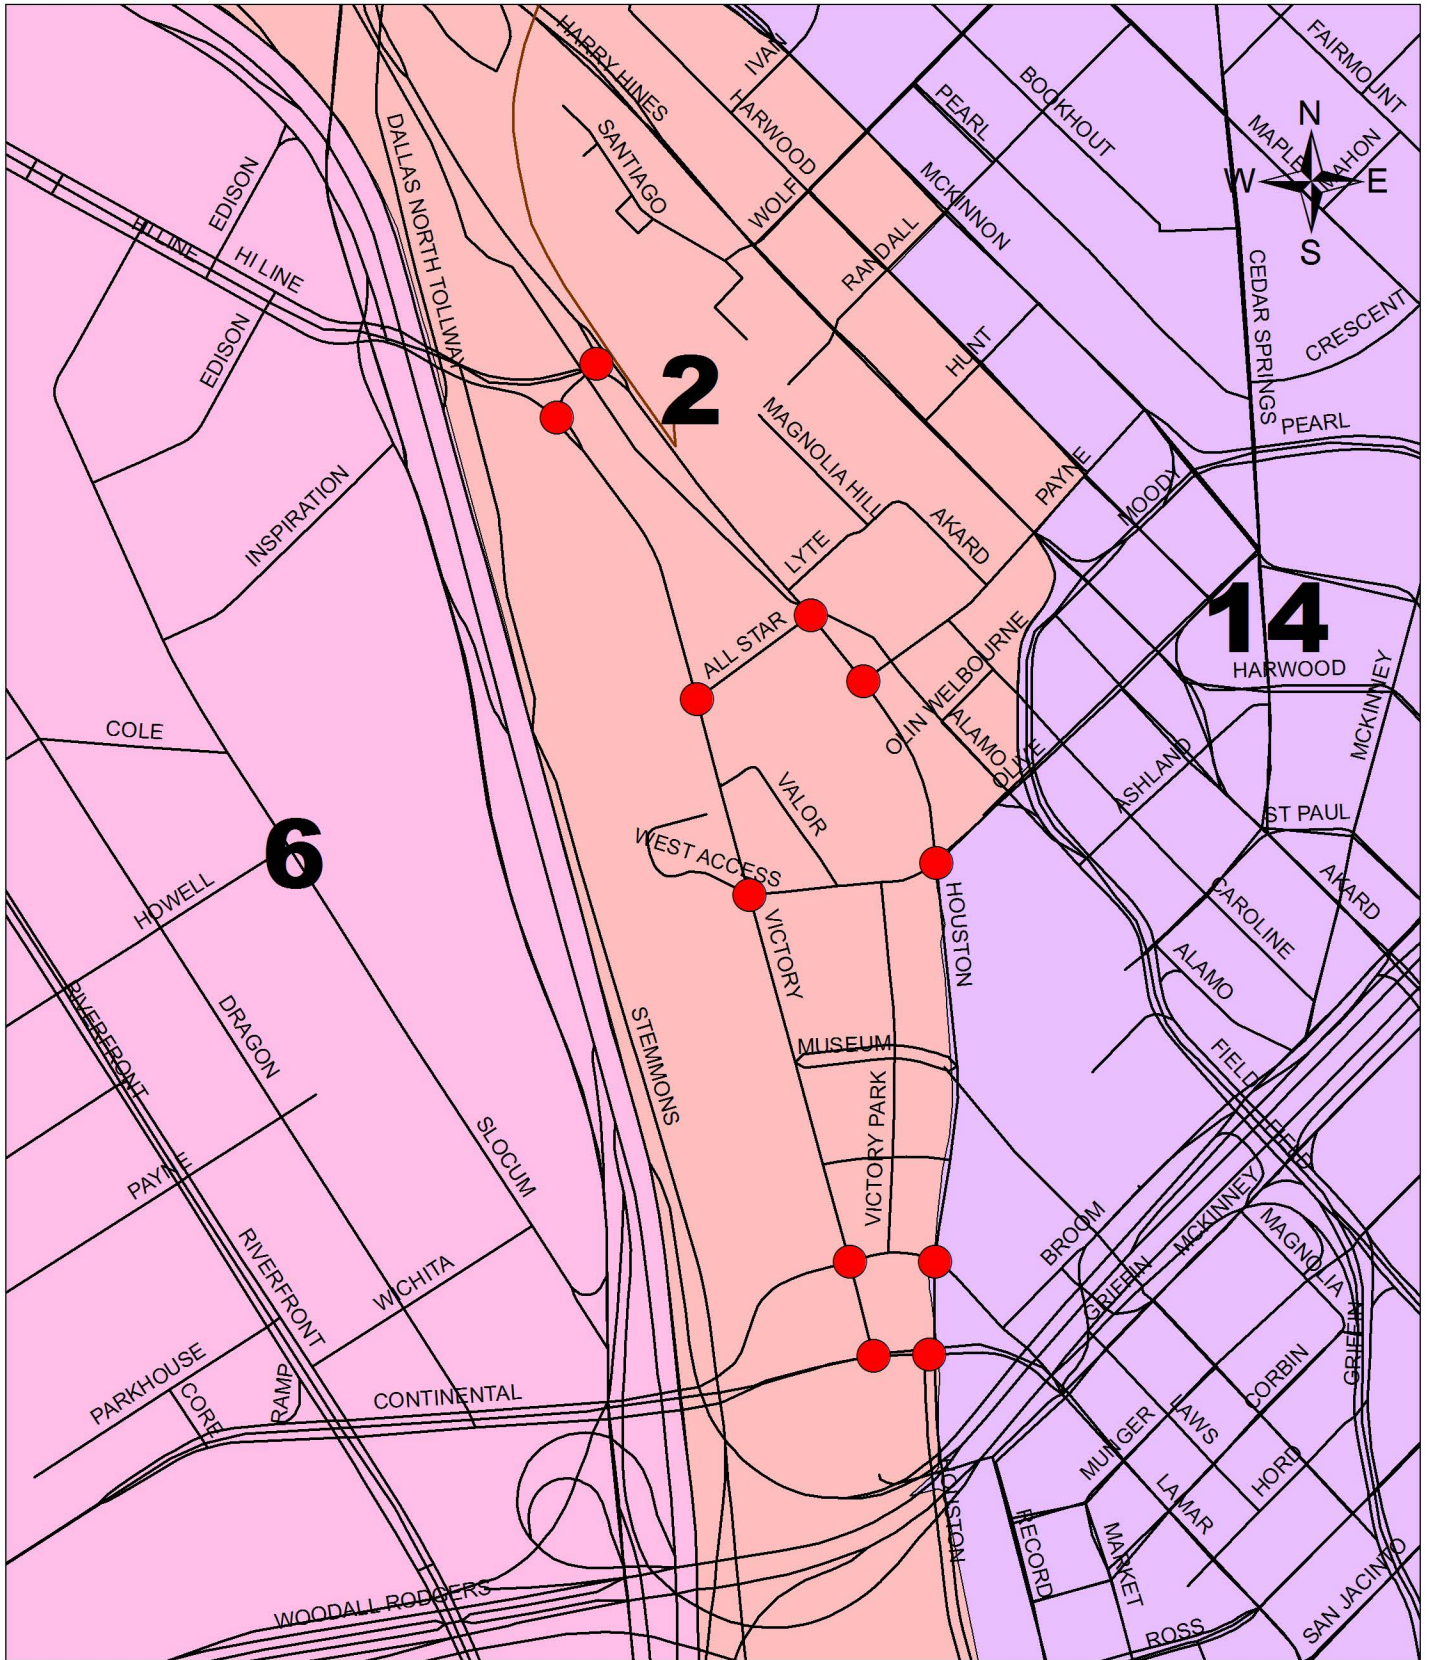 HARRY HINES
IVAN
HARWOOD
FAIRMOUNT
BOOKHOUT
PEARL
MAPLE
MAHON
N
W
E
S
SANTIAGO
DALLAS NORTH TOLLWAY
EDISON
HI LINE
HI LINE
EDISON
WOLF
RANDALL
MCKINNON
CEDAR SPRINGS
CRESCENT
HUNT
2
MAGNOLIA HILL
PEARL
PAYNE
MOODY
INSPIRATION
LYTE
AKARD
14
HARWOOD
ALL STAR
OLIN WELBOURNE
ALAMO
OLIVE
MCKINNEY
COLE
ASHLAND
VALOR
ST PAUL
WEST ACCESS
6
HOWELL
VICTORY
HOUSTON
CAROLINE
AKARD
ALAMO
RIVERFRONT
DRAGON
STEMMONS
MUSEUM
FIELD
FIELD
VICTORY PARK
SLOCUM
PAYNE
BROOM
MCKINNEY
MAGNOLIA
GRIFFIN
RIVERFRONT
WICHITA
GRIFFIN
PARKHOUSE
CORE
RAMP
CONTINENTAL
CORBIN
LAWS
MUNGER
HORD
LAMAR
HOUSTON
RECORD
MARKET
SAN JACINTO
WOODALL RODGERS
ROSS